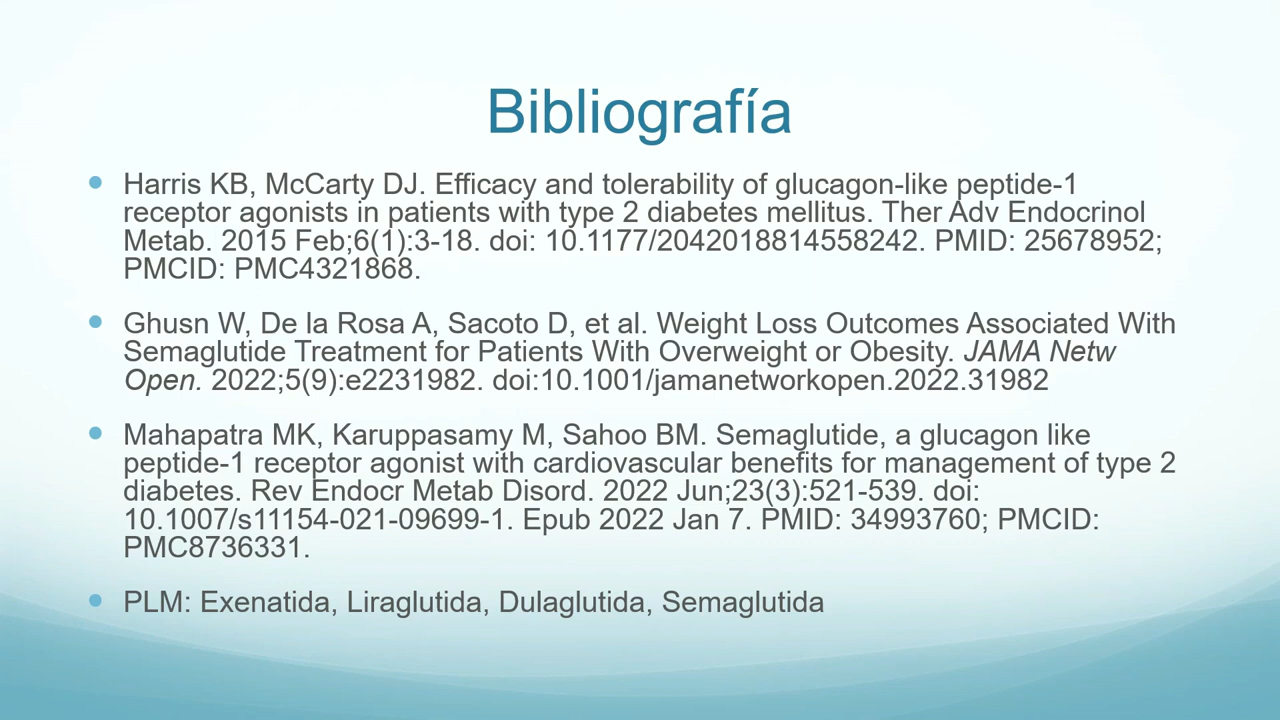 Bibliografía
Harris KB, McCarty DJ. Efficacy and tolerability of glucagon-like peptide-1
receptor agonists in patients with type 2 diabetes mellitus. Ther Adv Endocrinol
Metab. 2015 Feb;6(1):3-18. doi: 10.1177/2042018814558242. PMID: 25678952;
PMCID: PMC4321868.
Ghusn W, De la Rosa A, Sacoto D, et al. Weight Loss Outcomes Associated With
Semaglutide Treatment for Patients With Overweight or Obesity. JAMA Netw
Open. 2022;5(9):e2231982. doi:10.1001/jamanetworkopen.2022.31982
Mahapatra MK, Karuppasamy M, Sahoo BM. Semaglutide, a glucagon like
peptide-1 receptor agonist with cardiovascular benefits for management of type 2
diabetes. Rev Endocr Metab Disord. 2022 Jun;23(3):521-539. doi:
10.1007/s11154-021-09699-1. Epub 2022 Jan 7. PMID: 34993760; PMCID:
PMC8736331.
PLM: Exenatida, Liraglutida, Dulaglutida, Semaglutida